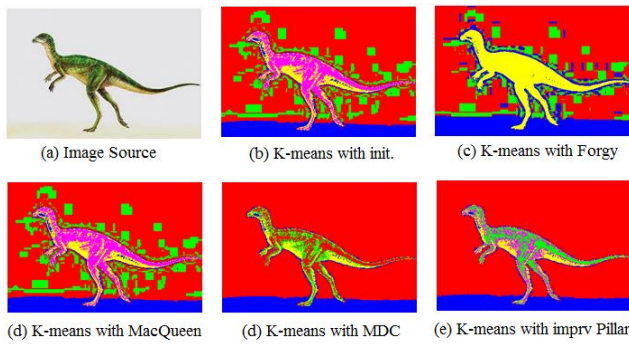 (a) Image Source
(b) K-means with init.
(c) K-means with Forgy
(d) K-means with MacQueen
(d) K-means with MDC
(e) K-means with imprv Pillar